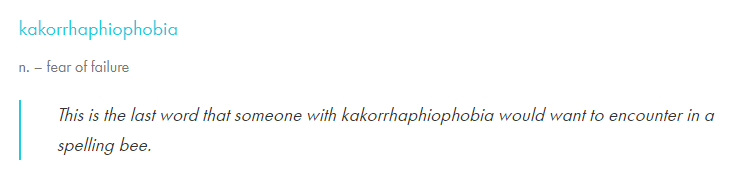 kakorrhaphiophobia
n. – fear of failure
This is the last word that someone with kakorrhaphiophobia would want to encounter in a
spelling bee.